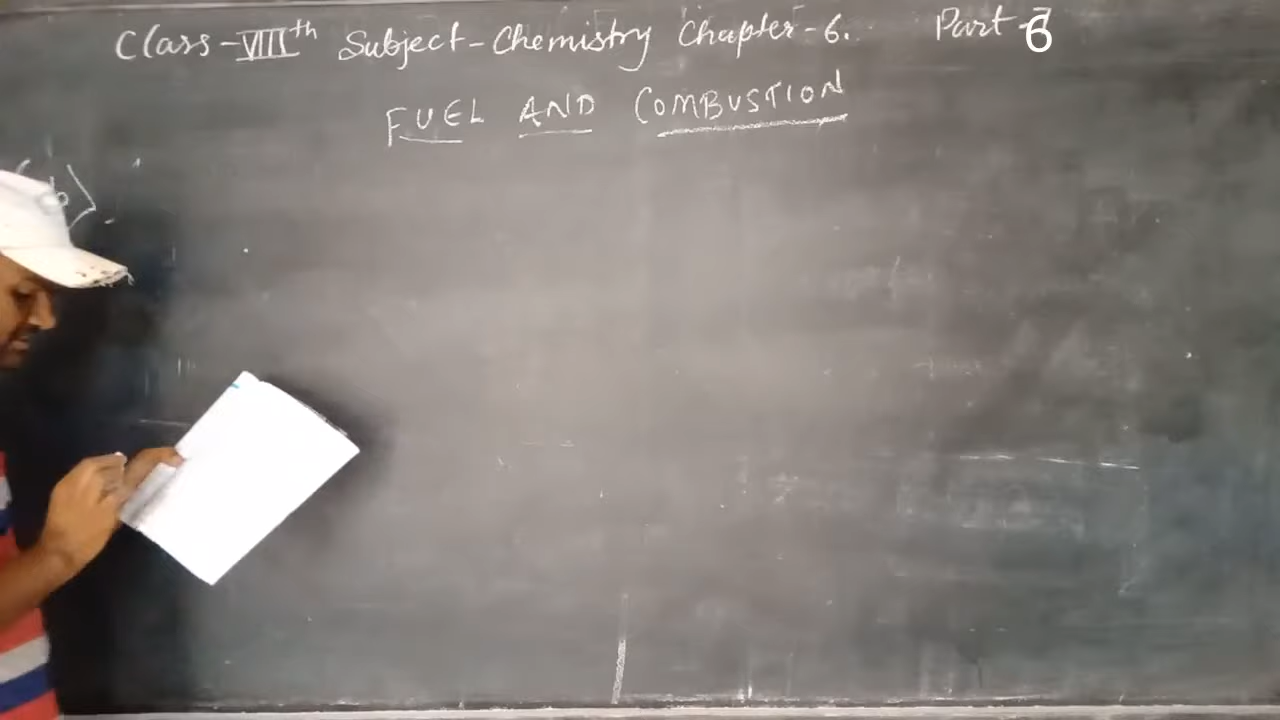 Class-VIIIth Subject-Chemistry Chapter-6. Part-6
FUEL AND COMBUSTION